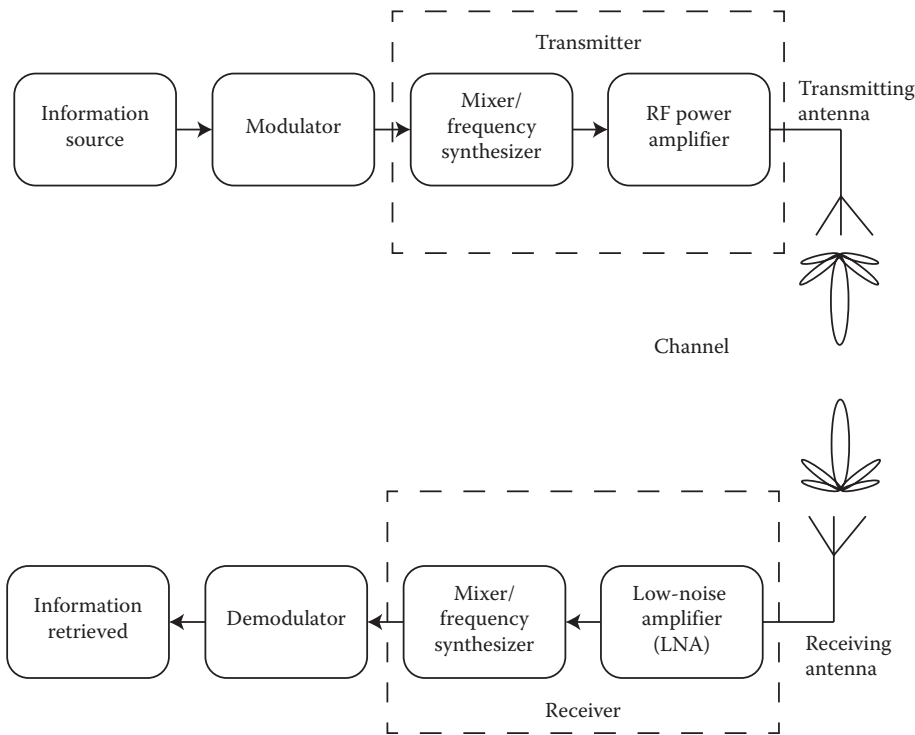 Transmitter
Information
source
Modulator
Mixer/
frequency
synthesizer
RF power
amplifier
Transmitting
antenna
Channel
Information
retrieved
Demodulator
Mixer/
frequency
synthesizer
Low-noise
amplifier
(LNA)
Receiving
antenna
Receiver